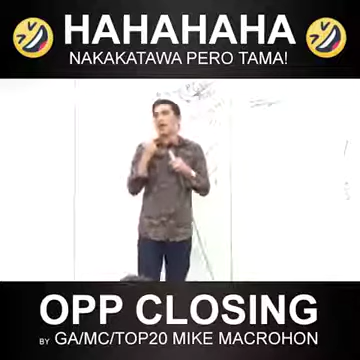 HAHAHAHA
NAKAKATAWA PERO TAMA!
OPP CLOSING
BY GA/MC/TOP20 MIKE MACROHON